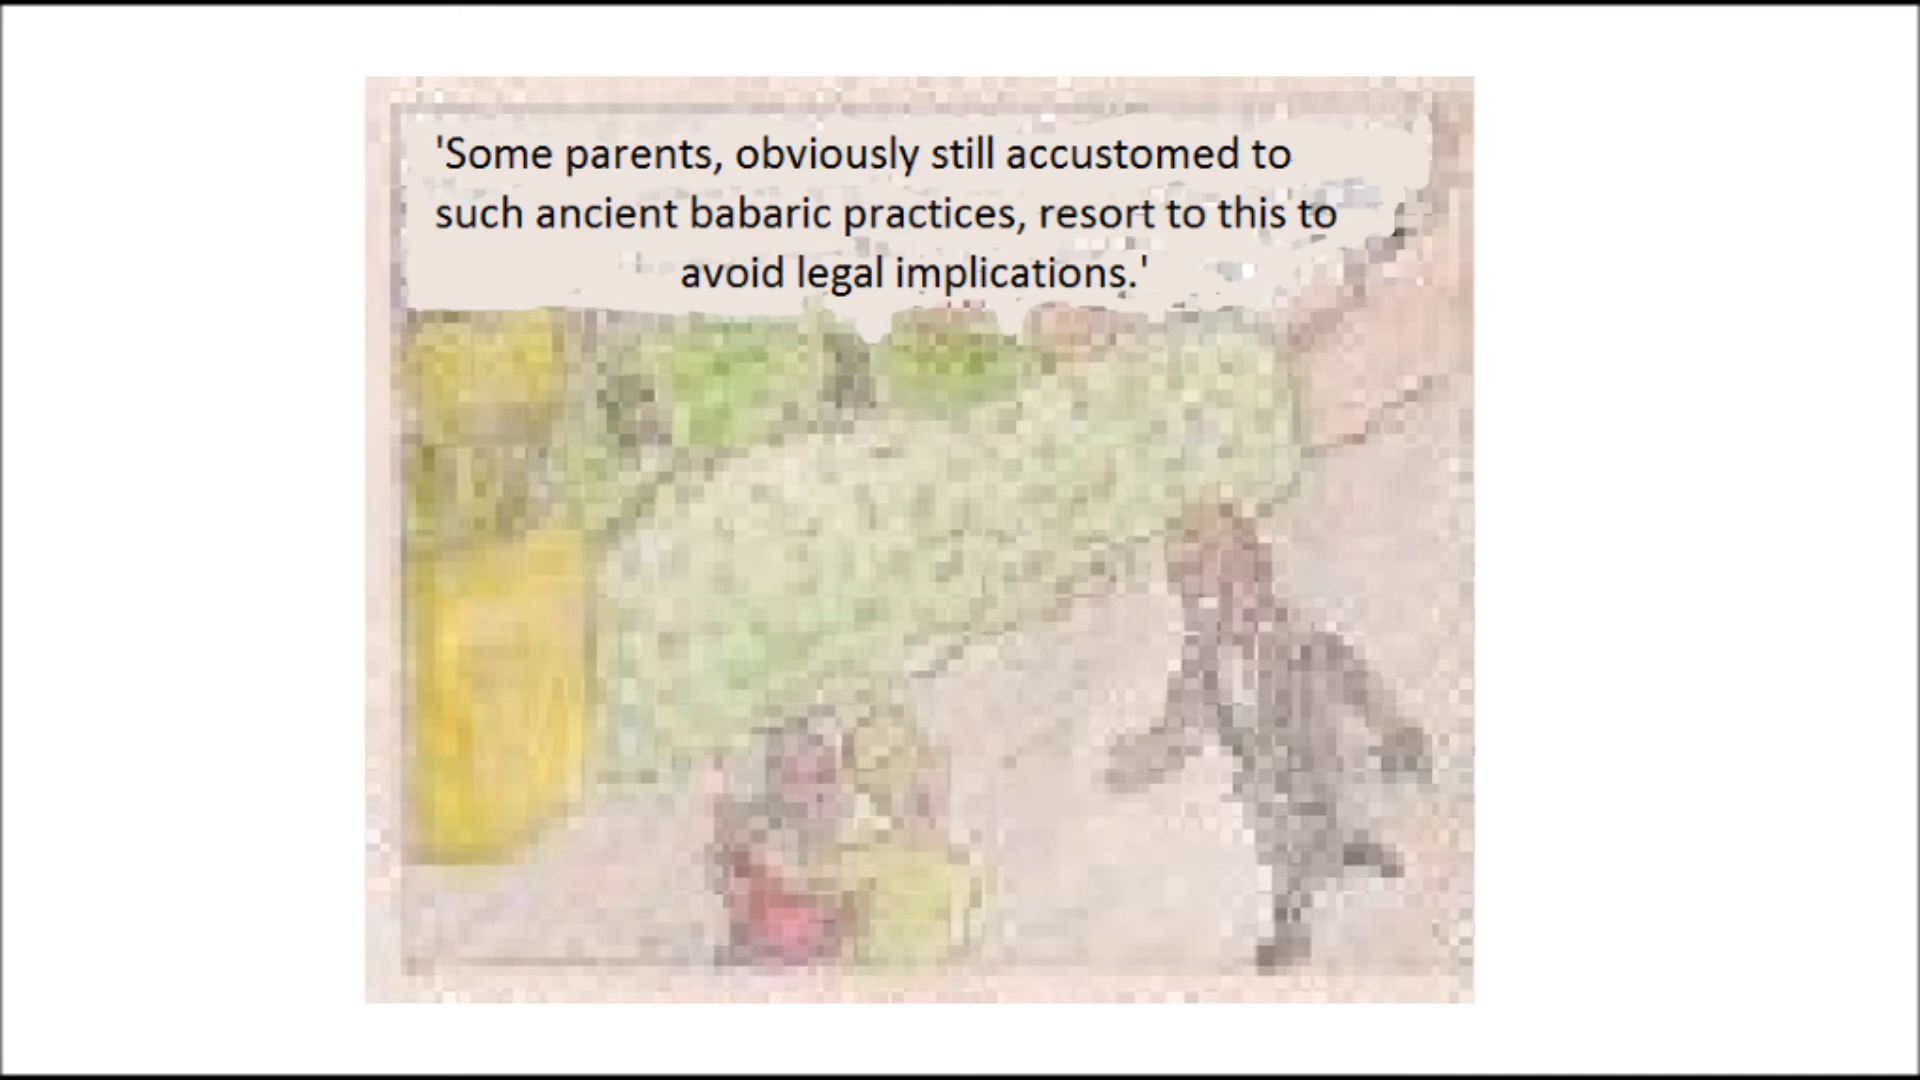 'Some parents, obviously still accustomed to
such ancient babaric practices, resort to this to
avoid legal implications.'